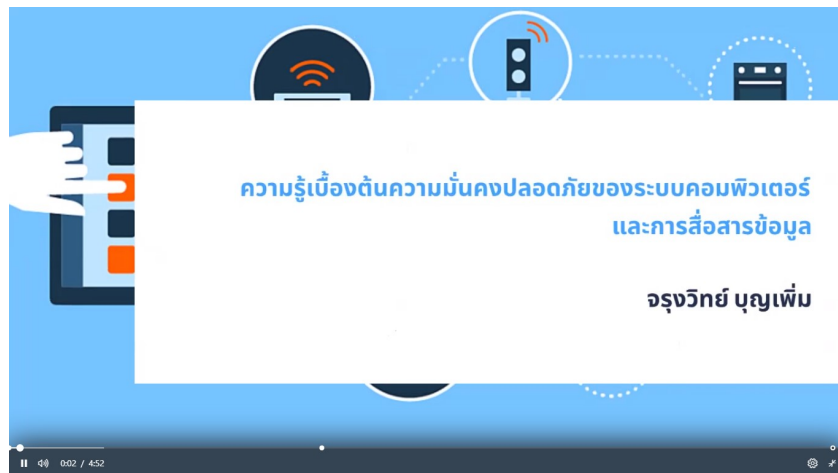 ความรู้เบื้องต้นความมั่นคงปลอดภัยของระบบคอมพิวเตอร์
และการสื่อสารข้อมูล
จรุงวิทย์ บุญเพิ่ม
0:02 / 4:52